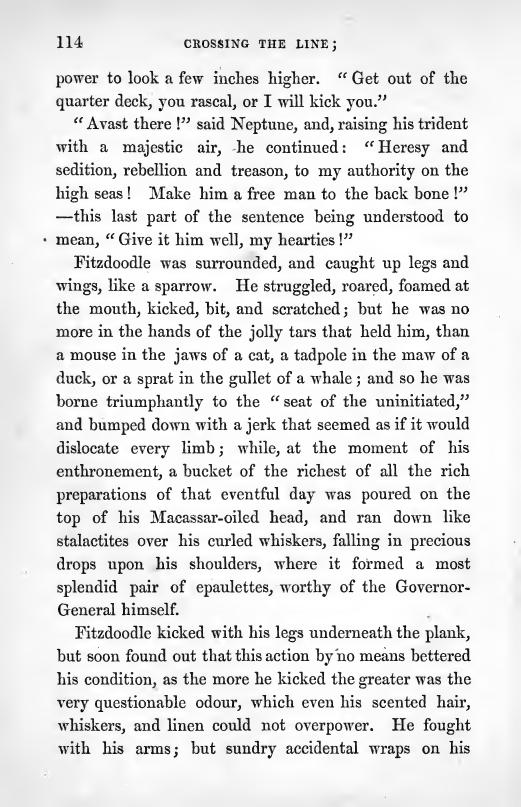 114 CROSSING THE LINE;
power to look a few inches higher. “Get out of the
quarter deck, you rascal, or I will kick you.”
“Avast there!” said Neptune, and, raising his trident
with a majestic air, he continued: “Heresy and
sedition, rebellion and treason, to my authority on the
high seas! Make him a free man to the back bone!”
—this last part of the sentence being understood to
mean, “Give it him well, my hearties!”
Fitzdoodle was surrounded, and caught up legs and
wings, like a sparrow. He struggled, roared, foamed at
the mouth, kicked, bit, and scratched; but he was no
more in the hands of the jolly tars that held him, than
a mouse in the jaws of a cat, a tadpole in the maw of a
duck, or a sprat in the gullet of a whale; and so he was
borne triumphantly to the “seat of the uninitiated,”
and bumped down with a jerk that seemed as if it would
dislocate every limb; while, at the moment of his
enthronement, a bucket of the richest of all the rich
preparations of that eventful day was poured on the
top of his Macassar-oiled head, and ran down like
stalactites over his curled whiskers, falling in precious
drops upon his shoulders, where it formed a most
splendid pair of epaulettes, worthy of the Governor-
General himself.
Fitzdoodle kicked with his legs underneath the plank,
but soon found out that this action by no means bettered
his condition, as the more he kicked the greater was the
very questionable odour, which even his scented hair,
whiskers, and linen could not overpower. He fought
with his arms; but sundry accidental wraps on his